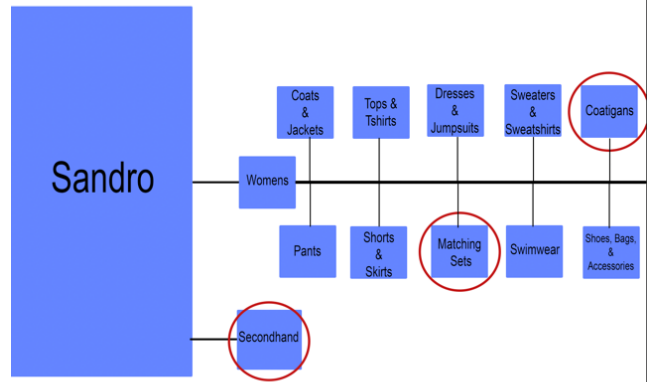 Sandro
Womens
Coats
&
Jackets
Tops &
Tshirts
Dresses
&
Jumpsuits
Sweaters
&
Sweatshirts
Coatigans
Pants
Shorts
&
Skirts
Matching
Sets
Swimwear
Shoes, Bags,
&
Accessories
Secondhand